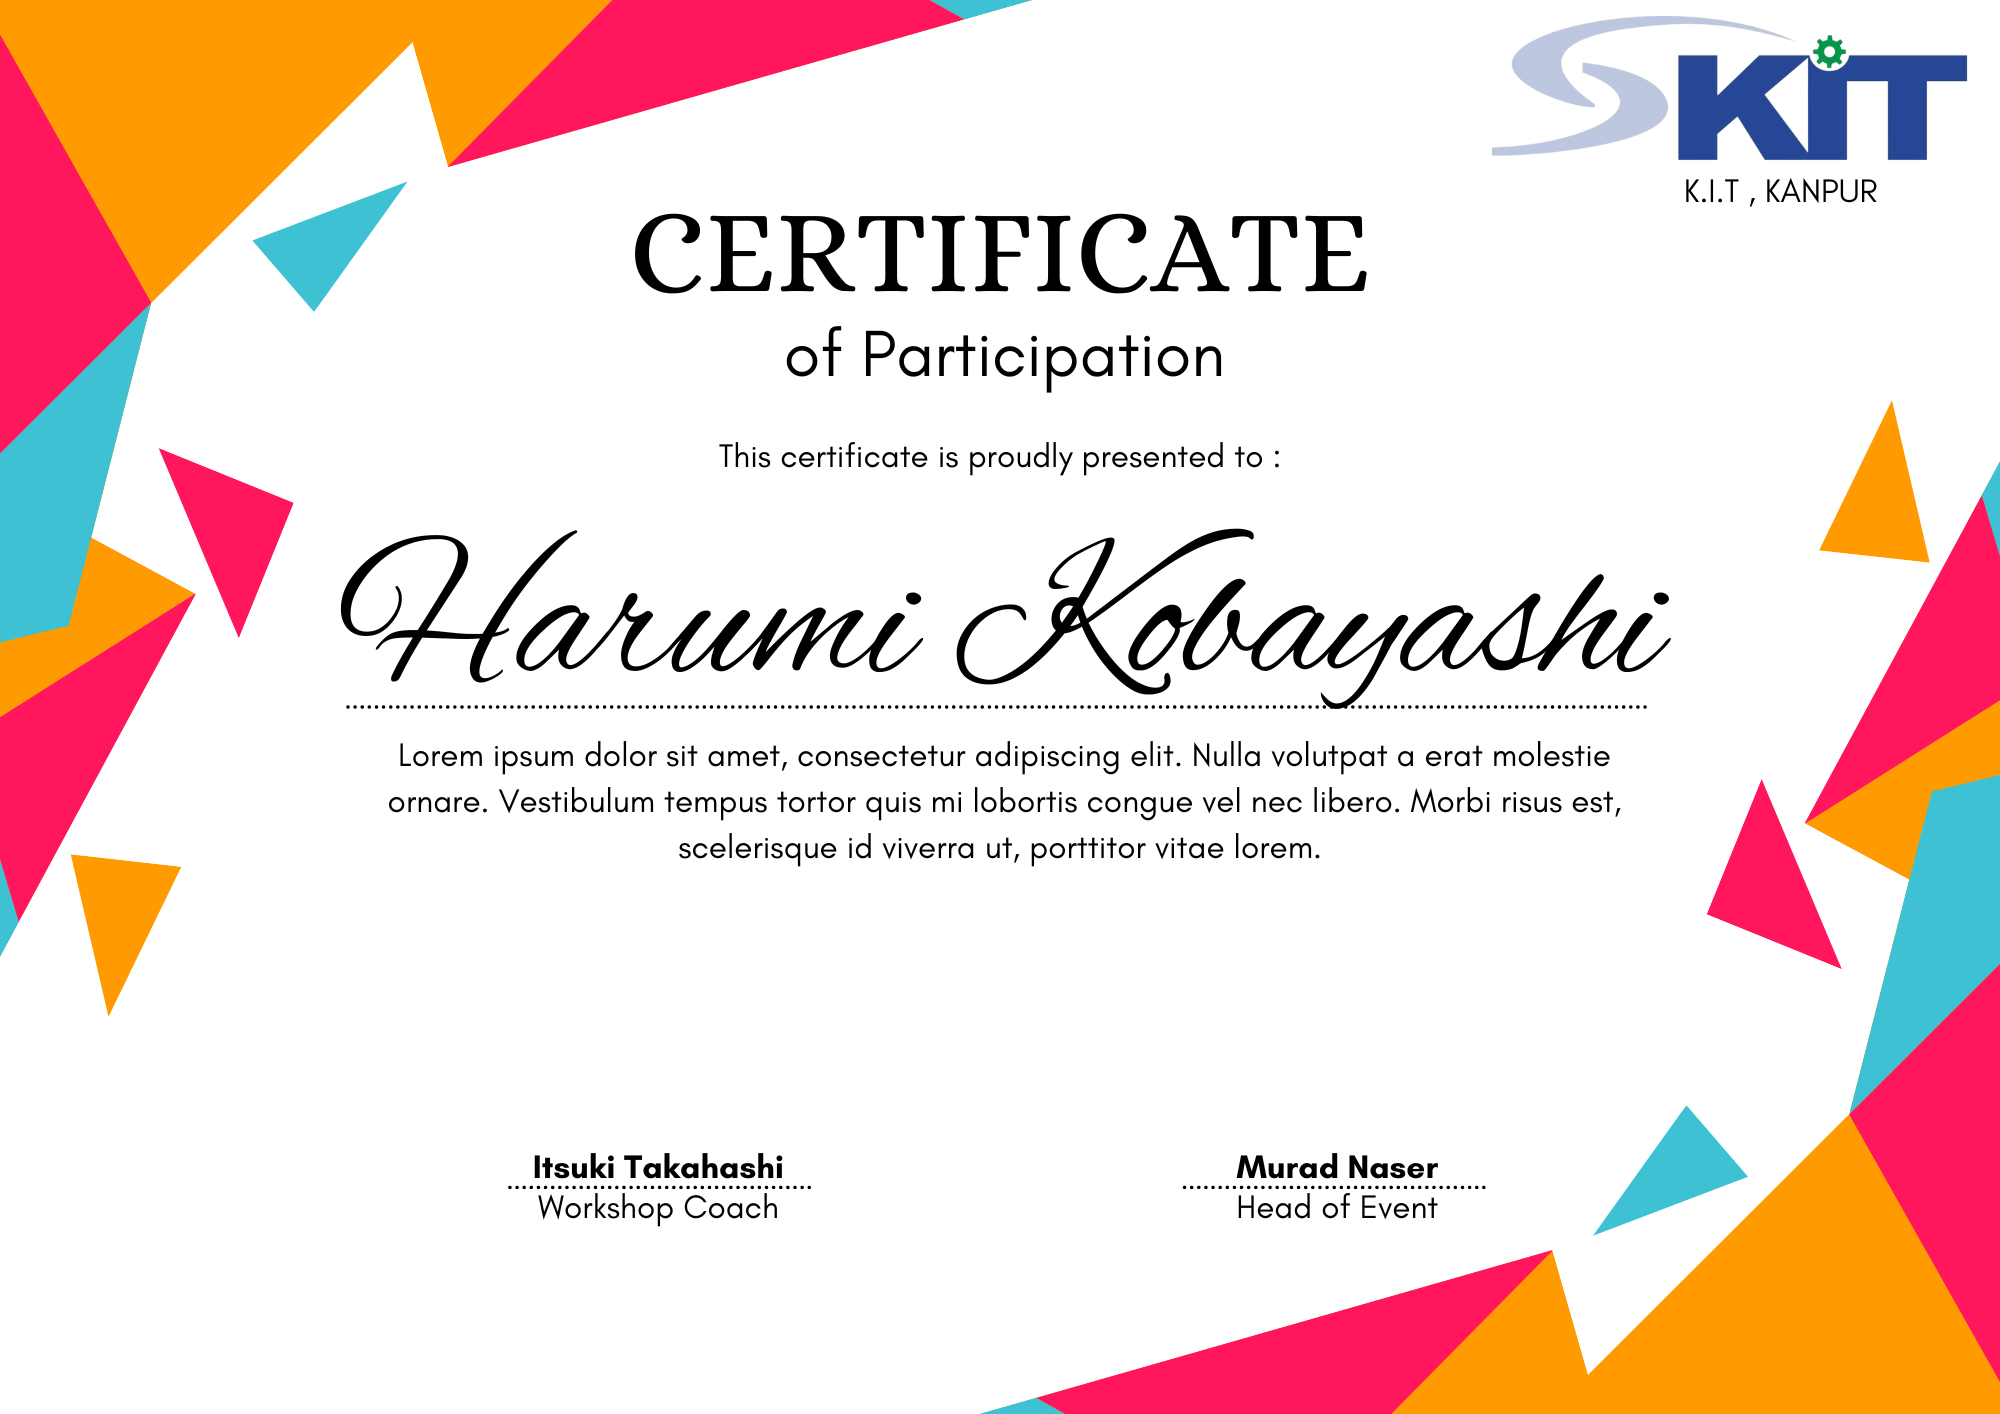 SKIT
K.I.T , KANPUR
CERTIFICATE
of Participation
This certificate is proudly presented to :
Harumi Kobayashi
Lorem ipsum dolor sit amet, consectetur adipiscing elit. Nulla volutpat a erat molestie
ornare. Vestibulum tempus tortor quis mi lobortis congue vel nec libero. Morbi risus est,
scelerisque id viverra ut, porttitor vitae lorem.
Itsuki Takahashi
Workshop Coach
Murad Naser
Head of Event